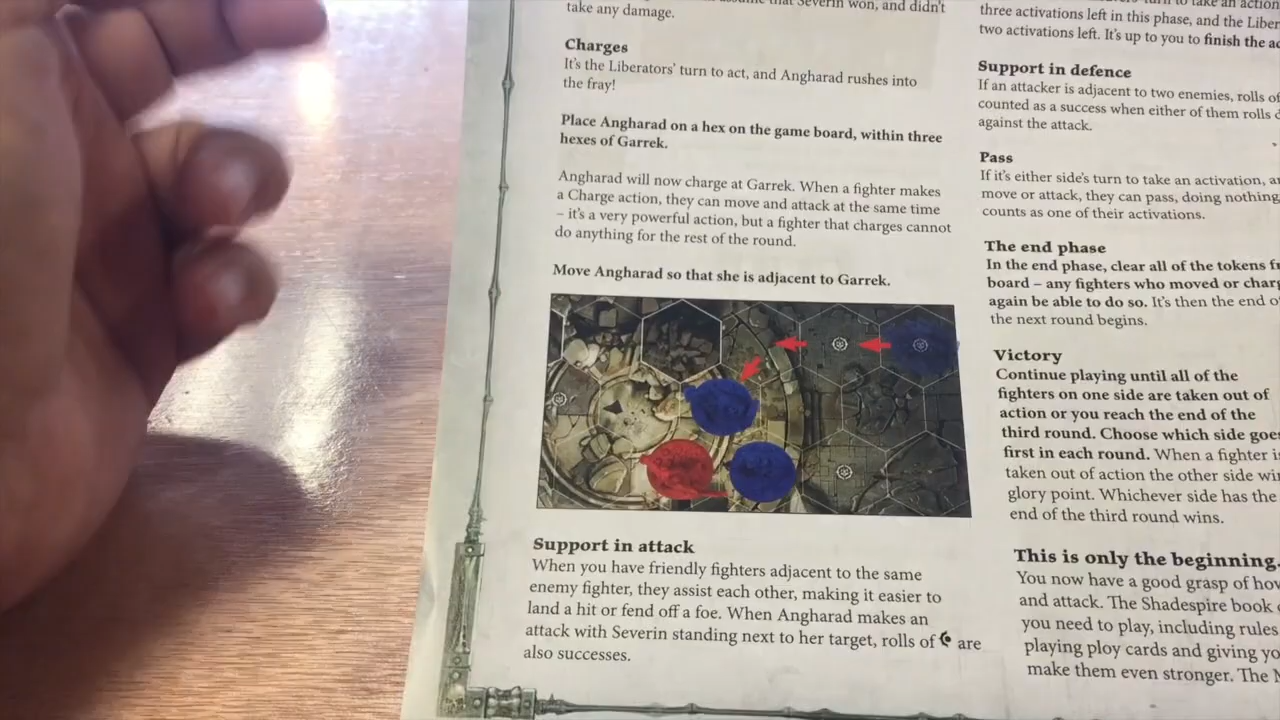 that Severin won, and didn't
take any damage.
Charges
It's the Liberators' turn to act, and Angharad rushes into
the fray!
Place Angharad on a hex on the game board, within three
hexes of Garrek.
Angharad will now charge at Garrek. When a fighter makes
a Charge action, they can move and attack at the same time
– it's a very powerful action, but a fighter that charges cannot
do anything for the rest of the round.
Move Angharad so that she is adjacent to Garrek.
Support in attack
When you have friendly fighters adjacent to the same
enemy fighter, they assist each other, making it easier to
land a hit or fend off a foe. When Angharad makes an
attack with Severin standing next to her target, rolls of are
also successes.
turn to take an action
three activations left in this phase, and the Liber
two activations left. It's up to you to finish the
Support in defence
If an attacker is adjacent to two enemies, rolls of
counted as a success when either of them rolls
against the attack.
Pass
If it's either side's turn to take an activation,
move or attack, they can pass, doing nothing
counts as one of their activations.
The end phase
In the end phase, clear all of the tokens
board – any fighters who moved or char
again be able to do so. It's then the end
the next round begins.
Victory
Continue playing until all of the
fighters on one side are taken out of
action or you reach the end of the
third round. Choose which side goe
first in each round. When a fighter is
taken out of action the other side wi
glory point. Whichever side has the
end of the third round wins.
This is only the beginning.
You now have a good grasp of how
and attack. The Shadespire book
you need to play, including rules
playing ploy cards and giving yo
make them even stronger. The